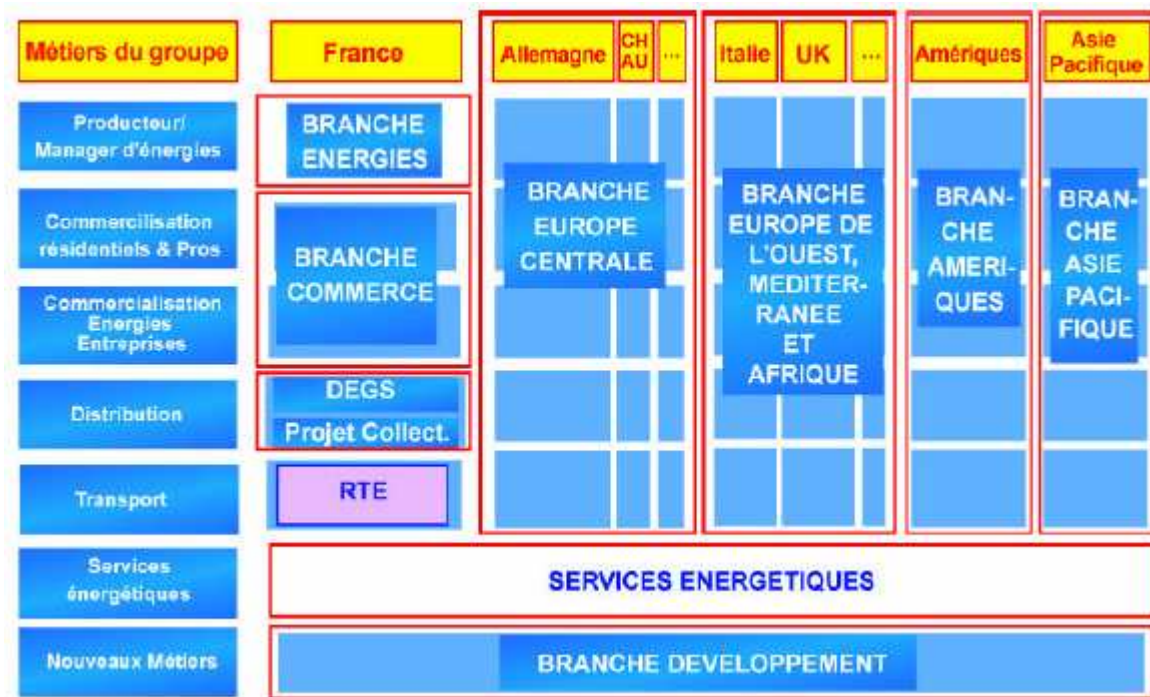 Métiers du groupe
France
Allemagne
CH
AU
...
Italie
UK
...
Amériques
Asie
Pacifique
Producteur/
Manager d'énergies
BRANCHE
ENERGIES
Commercilisation
résidentiels & Pros
BRANCHE
COMMERCE
Commercialisation
Energies
Entreprises
BRANCHE
EUROPE
CENTRALE
BRANCHE
EUROPE DE
L'OUEST,
MEDITER-
RANEE
ET
AFRIQUE
BRAN-
CHE
AMERI-
QUES
BRAN-
CHE
ASIE
PACI-
FIQUE
Distribution
DEGS
Projet Collect.
Transport
RTE
Services
énergétiques
SERVICES ENERGETIQUES
Nouveaux Métiers
BRANCHE DEVELOPPEMENT